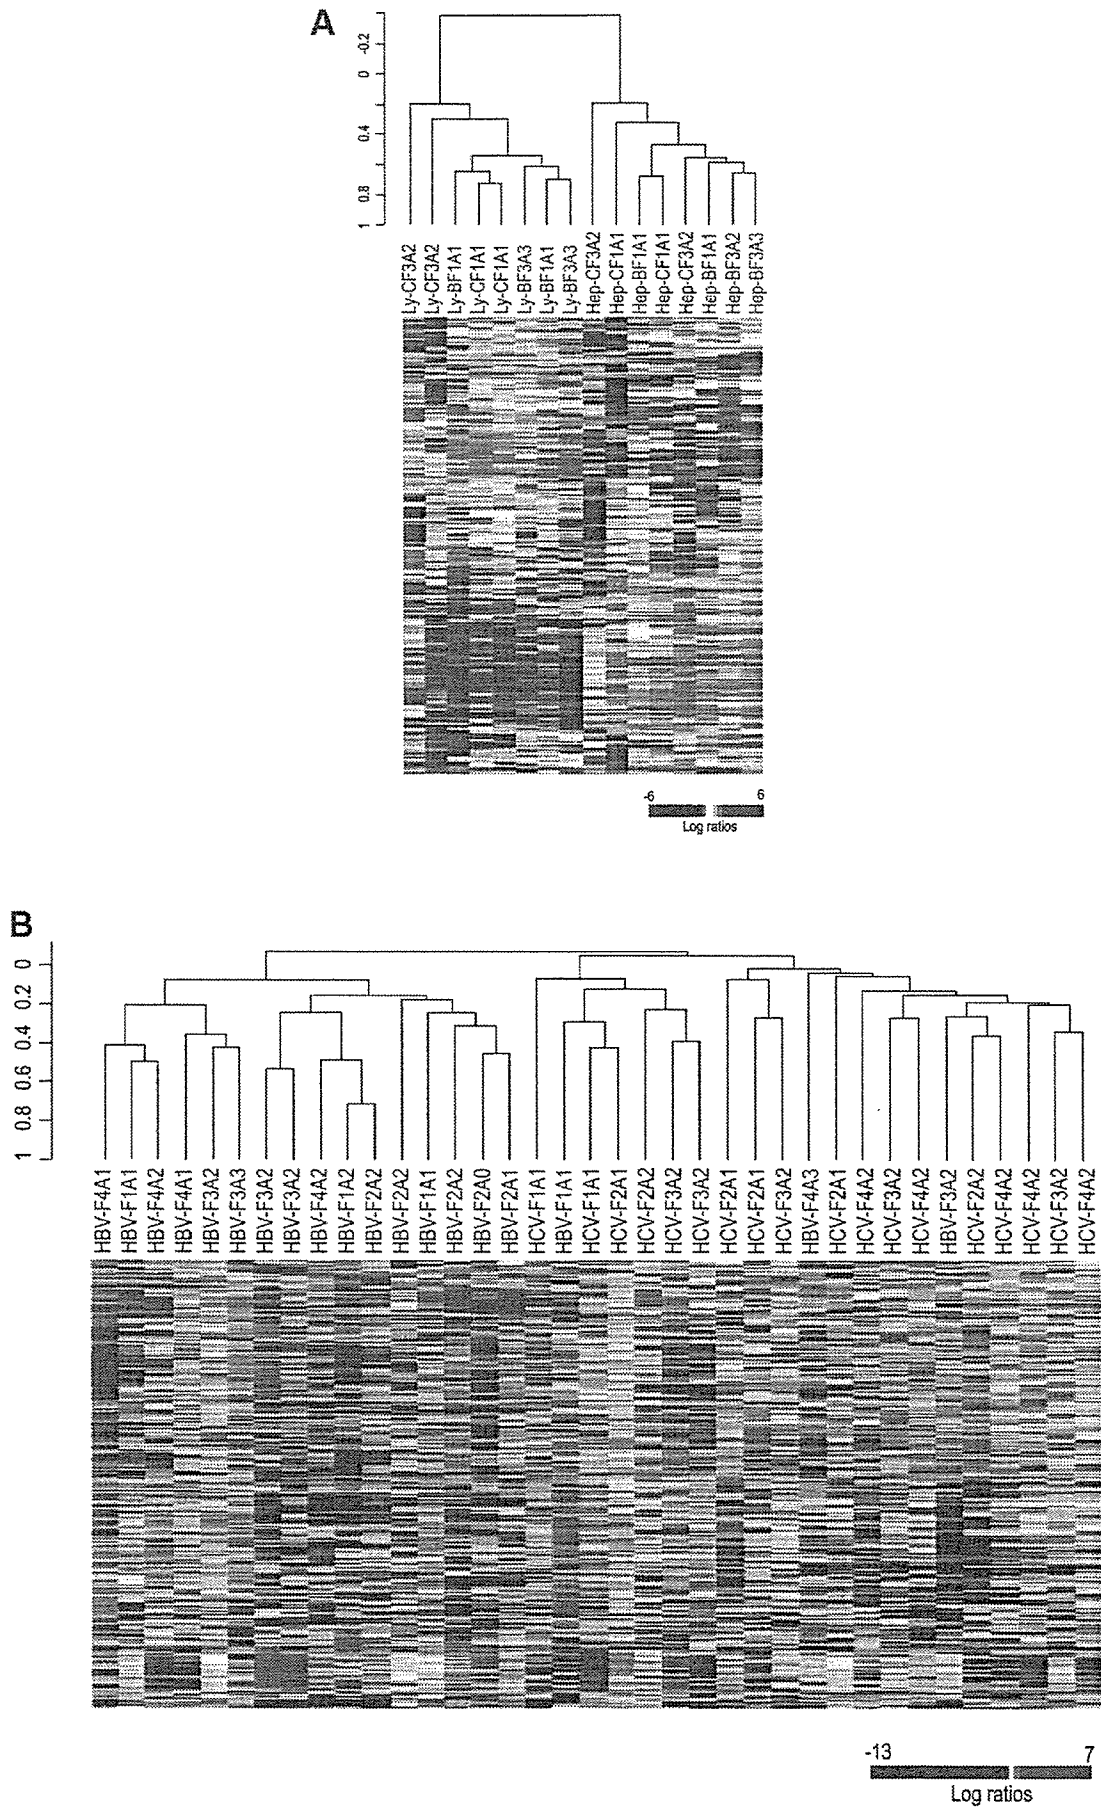 A
-0.2
0
0.4
0.8
1
Ly-CF3A2
Ly-CF3A2
Ly-BF1A1
Ly-CF1A1
Ly-CF1A1
Ly-BF3A3
Ly-BF1A1
Ly-BF3A3
Hep-CF3A2
Hep-CF1A1
Hep-BF1A1
Hep-CF1A1
Hep-CF3A2
Hep-BF1A1
Hep-BF3A2
Hep-BF3A3
-6 6
Log ratios
B
0
0.2
0.4
0.6
0.8
1
HBV-F4A1
HBV-F1A1
HBV-F4A2
HBV-F4A1
HBV-F3A2
HBV-F3A3
HBV-F3A2
HBV-F3A2
HBV-F4A2
HBV-F1A2
HBV-F2A2
HBV-F2A2
HBV-F1A1
HBV-F2A2
HBV-F2A0
HBV-F2A1
HCV-F1A1
HBV-F1A1
HCV-F1A1
HCV-F2A1
HCV-F2A2
HCV-F3A2
HCV-F3A2
HCV-F2A1
HCV-F2A1
HCV-F3A2
HBV-F4A3
HCV-F2A1
HCV-F4A2
HCV-F3A2
HCV-F4A2
HBV-F3A2
HCV-F2A2
HCV-F4A2
HCV-F4A2
HCV-F3A2
HCV-F4A2
-13 7
Log ratios